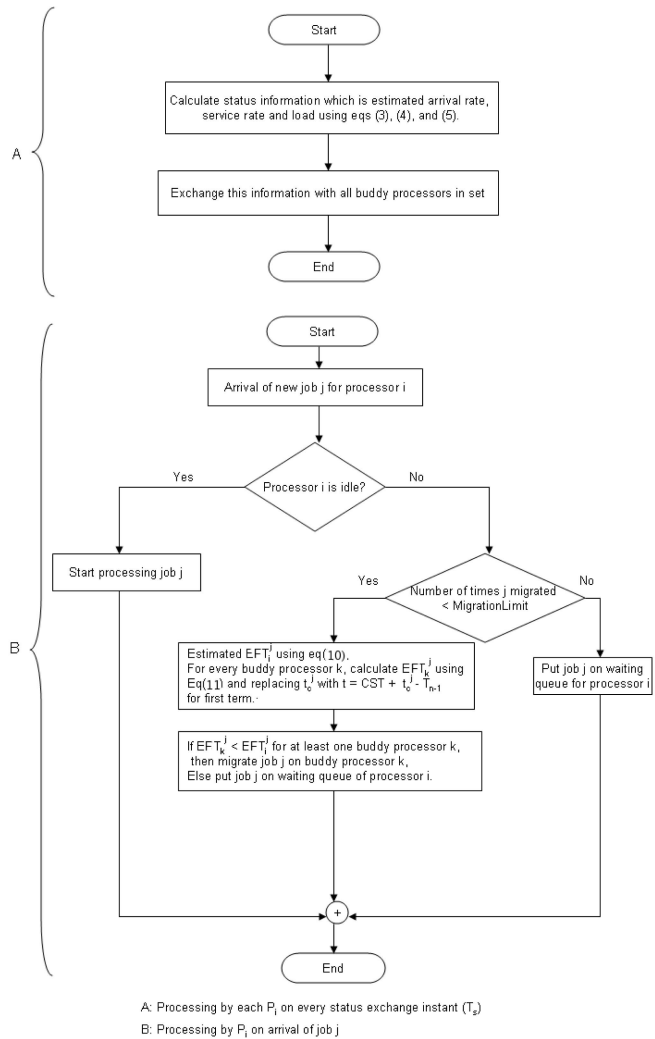 Start
Calculate status information which is estimated arrival rate,
service rate and load using eqs (3), (4), and (5).
A
Exchange this information with all buddy processors in set
End
Start
Arrival of new job j for processor i
Yes
Processor i is idle?
No
Start processing job j
Yes
Number of times j migrated
< MigrationLimit
No
B
Estimated EFT_i^j using eq(10).
For every buddy processor k, calculate EFT_k^j using
Eq(11) and replacing t_c^j with t = CST + t_c^j - T_{n-1}
for first term.
Put job j on waiting
queue for processor i
If EFT_k^j < EFT_i^j for at least one buddy processor k,
then migrate job j on buddy processor k,
Else put job j on waiting queue of processor i.
+
End
A: Processing by each P_i on every status exchange instant (T_s)
B: Processing by P_i on arrival of job j